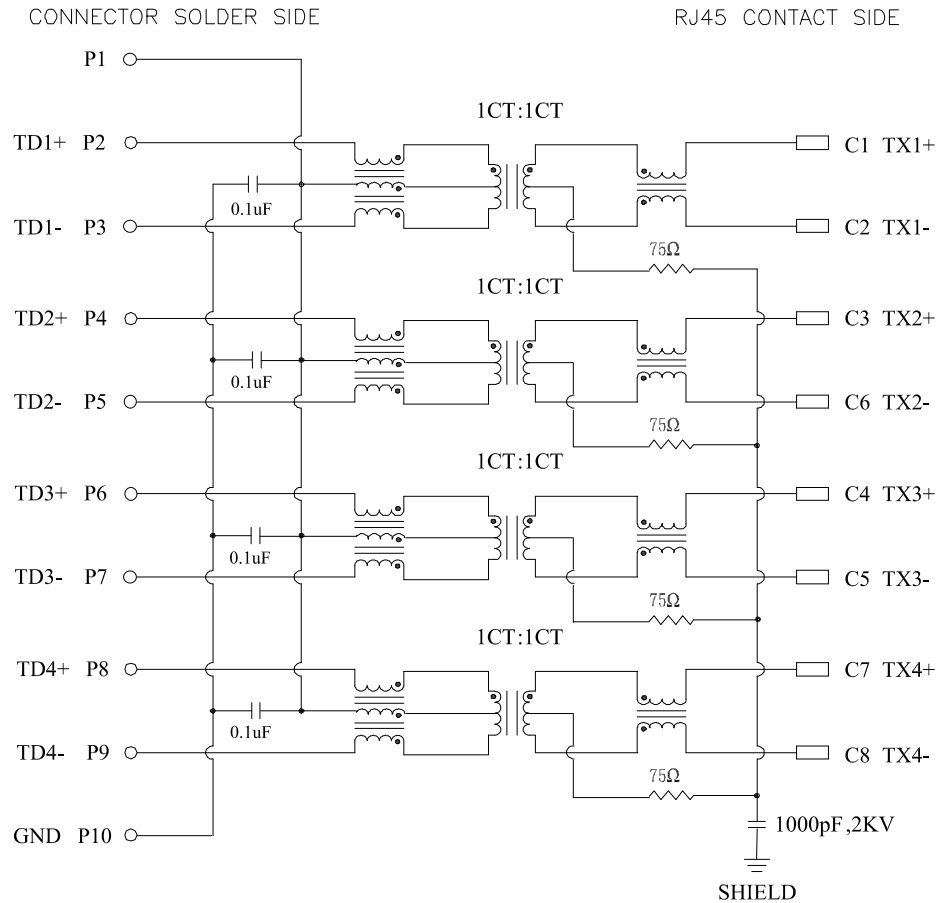 CONNECTOR SOLDER SIDE
RJ45 CONTACT SIDE
P1
1CT:1CT
TD1+ P2
C1 TX1+
0.1uF
TD1- P3
C2 TX1-
75Ω
1CT:1CT
TD2+ P4
C3 TX2+
0.1uF
TD2- P5
C6 TX2-
75Ω
1CT:1CT
TD3+ P6
C4 TX3+
0.1uF
TD3- P7
C5 TX3-
75Ω
1CT:1CT
TD4+ P8
C7 TX4+
0.1uF
TD4- P9
C8 TX4-
75Ω
GND P10
1000pF,2KV
SHIELD